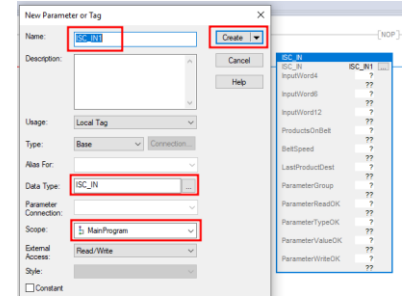 New Parameter or Tag
Name: ISC_IN1 Create
Description: Cancel
Help
Usage: Local Tag
Type: Base Connection...
Alias For:
Data Type: ISC_IN ...
Parameter
Connection:
Scope: MainProgram
External
Access: Read/Write
Style:
Constant
[NOP]
ISC_IN
ISC_IN ISC_IN1 ...
InputWord4 ?
??
InputWord6 ?
??
InputWord12 ?
??
ProductsOnBelt ?
??
BeltSpeed ?
??
LastProductDest ?
??
ParameterGroup ?
??
ParameterReadOK ?
??
ParameterTypeOK ?
??
ParameterValueOK ?
??
ParameterWriteOK ?
??